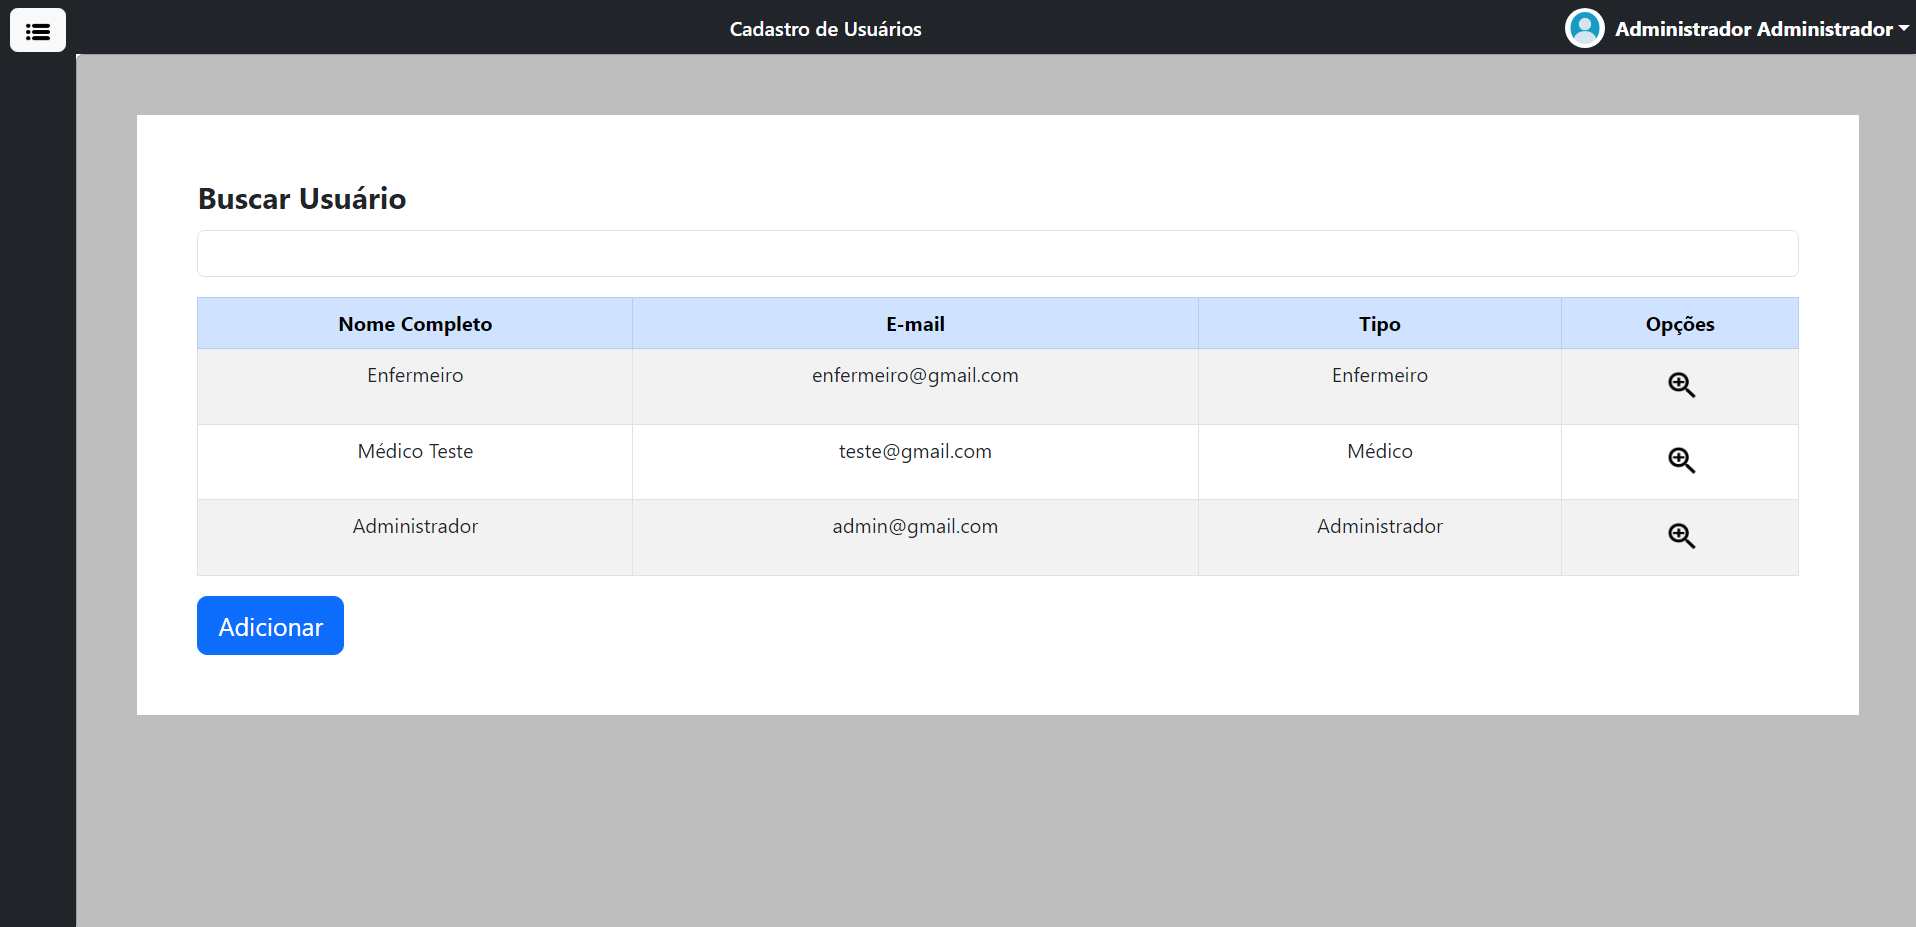 Cadastro de Usuários
Administrador Administrador
Buscar Usuário
Nome Completo E-mail Tipo Opções
Enfermeiro enfermeiro@gmail.com Enfermeiro
Médico Teste teste@gmail.com Médico
Administrador admin@gmail.com Administrador
Adicionar